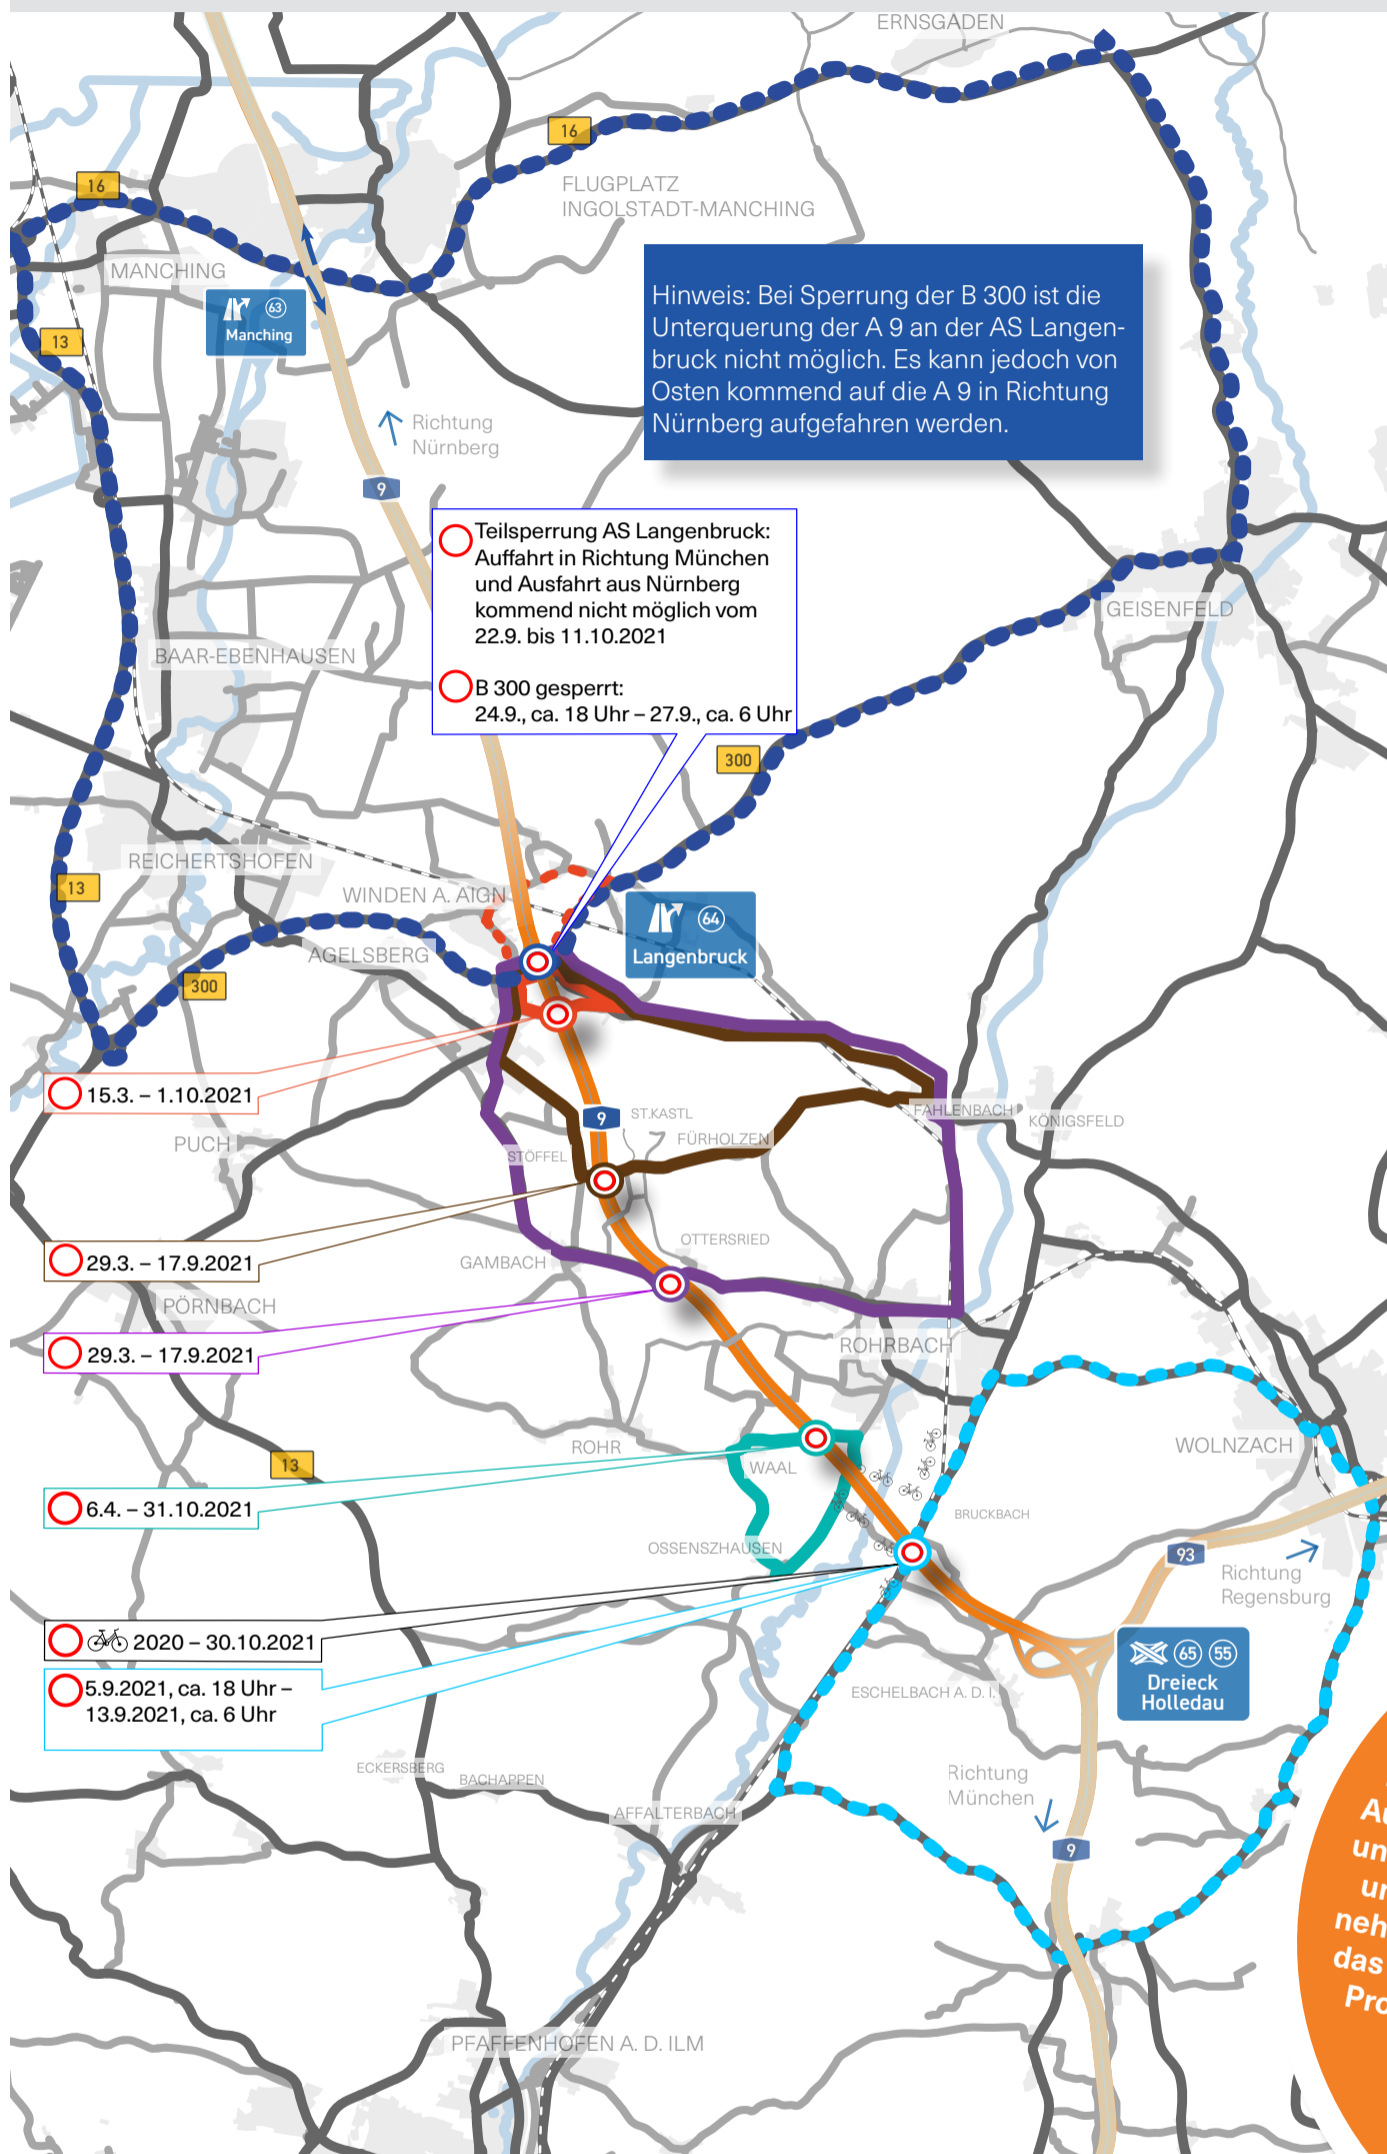 ERNSGADEN
16
16
FLUGPLATZ
INGOLSTADT-MANCHING
MANCHING
63
Manching
13
Hinweis: Bei Sperrung der B 300 ist die
Unterquerung der A 9 an der AS Langen-
bruck nicht möglich. Es kann jedoch von
Osten kommend auf die A 9 in Richtung
Nürnberg aufgefahren werden.
Richtung
Nürnberg
9
Teilsperrung AS Langenbruck:
Auffahrt in Richtung München
und Ausfahrt aus Nürnberg
kommend nicht möglich vom
22.9. bis 11.10.2021
B 300 gesperrt:
24.9., ca. 18 Uhr – 27.9., ca. 6 Uhr
GEISENFELD
BAAR-EBENHAUSEN
300
REICHERTSHOFEN
13
WINDEN A. AIGN
64
Langenbruck
AGELSBERG
300
15.3. – 1.10.2021
9
ST.KASTL
FAHLENBACH
KÖNIGSFELD
PUCH
FÜRHOLZEN
STÖFFEL
29.3. – 17.9.2021
OTTERSRIED
GAMBACH
PÖRNBACH
29.3. – 17.9.2021
ROHRBACH
ROHR
WAAL
WOLNZACH
13
6.4. – 31.10.2021
BRUCKBACH
OSSENSZHAUSEN
93
Richtung
Regensburg
2020 – 30.10.2021
5.9.2021, ca. 18 Uhr –
13.9.2021, ca. 6 Uhr
65 55
Dreieck
Holledau
ESCHELBACH A. D. I.
ECKERSBERG
BACHAPPEN
Richtung
München
AFFALTERBACH
9
Au
un
un
neh
das
Pro
PFAFFENHOFEN A. D. ILM